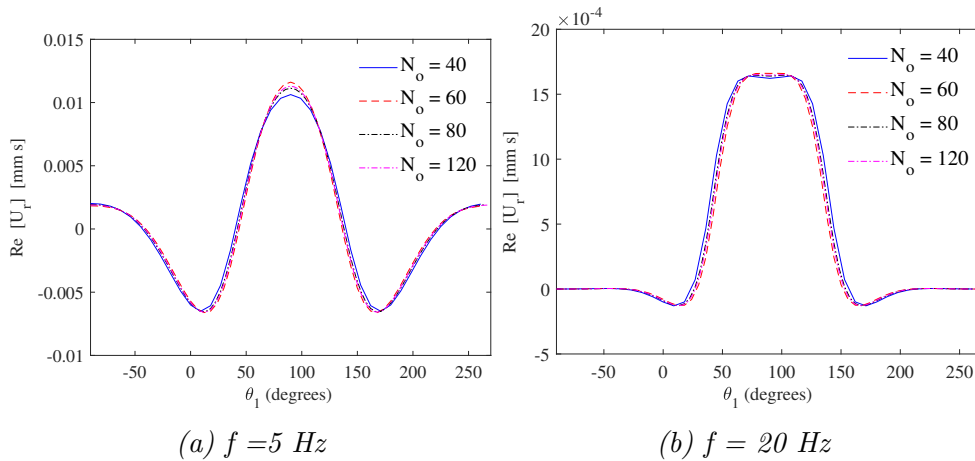 0.015
0.01
0.005
0
-0.005
-0.01
Re [U_r] [mm s]
N_o = 40
N_o = 60
N_o = 80
N_o = 120
-50 0 50 100 150 200 250
θ_1 (degrees)
(a) f =5 Hz
×10^-4
20
15
10
5
0
-5
Re [U_r] [mm s]
N_o = 40
N_o = 60
N_o = 80
N_o = 120
-50 0 50 100 150 200 250
θ_1 (degrees)
(b) f = 20 Hz